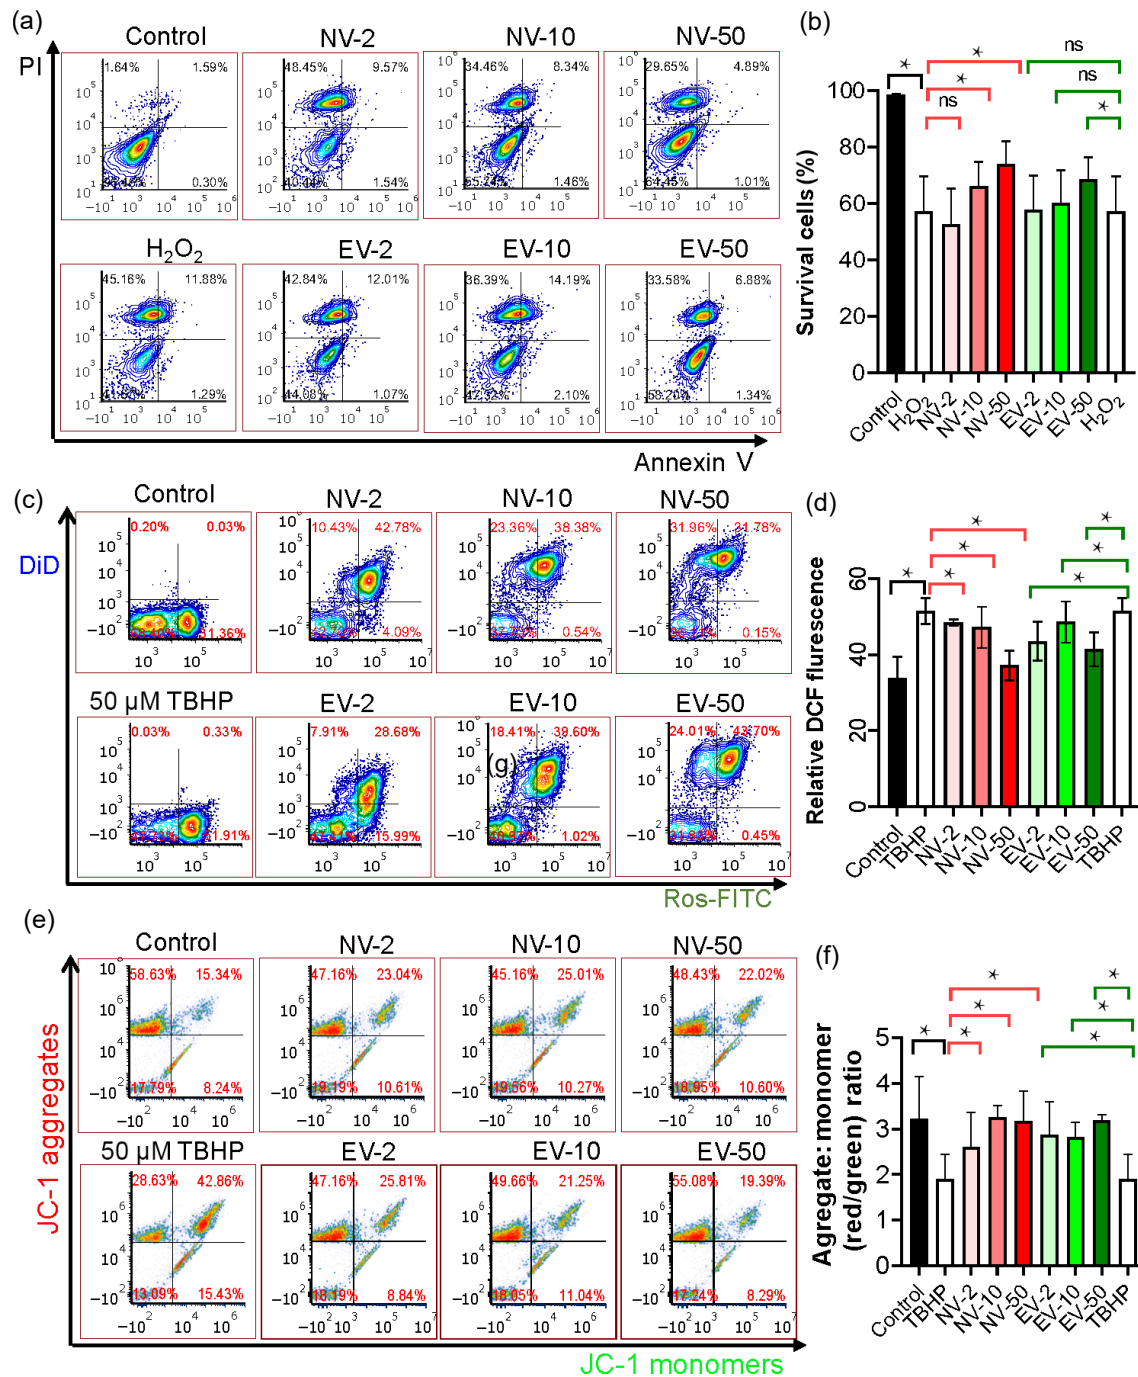 (a)
Control NV-2 NV-10 NV-50
PI
1.64% 1.59% 48.45% 9.57% 34.46% 8.34% 29.65% 4.89%
0.30% 1.54% 1.46% 64.45% 1.01%
H₂O₂ EV-2 EV-10 EV-50
45.16% 11.88% 42.84% 12.01% 36.39% 14.19% 33.58% 6.88%
1.29% 44.08% 1.07% 2.10% 1.34%
Annexin V
(b)
ns
ns
ns
Survival cells (%)
100
80
60
40
20
0
Control H₂O₂ NV-2 NV-10 NV-50 EV-2 EV-10 EV-50 H₂O₂
(c)
Control NV-2 NV-10 NV-50
DiD
0.20% 0.03% 10.43% 42.78% 23.36% 38.38% 31.96% 31.78%
31.36% 4.09% 0.54% 0.15%
50 µM TBHP EV-2 EV-10 EV-50
0.03% 0.33% 7.91% 28.68% 18.41% 39.60% 24.01% 43.70%
(g)
15.99% 1.02% 0.45%
Ros-FITC
(d)
Relative DCF flurescence
60
40
20
0
Control TBHP NV-2 NV-10 NV-50 EV-2 EV-10 EV-50 TBHP
(e)
Control NV-2 NV-10 NV-50
JC-1 aggregates
58.63% 15.34% 47.16% 23.04% 45.16% 25.01% 48.43% 22.02%
17.79% 8.24% 19.19% 10.61% 19.56% 10.27% 18.95% 10.60%
50 µM TBHP EV-2 EV-10 EV-50
28.63% 42.86% 47.16% 25.81% 49.66% 21.25% 55.08% 19.39%
13.09% 15.43% 18.19% 8.84% 18.05% 11.04% 17.24% 8.29%
JC-1 monomers
(f)
Agregate: monomer
(red/green) ratio
5
4
3
2
1
0
Control TBHP NV-2 NV-10 NV-50 EV-2 EV-10 EV-50 TBHP